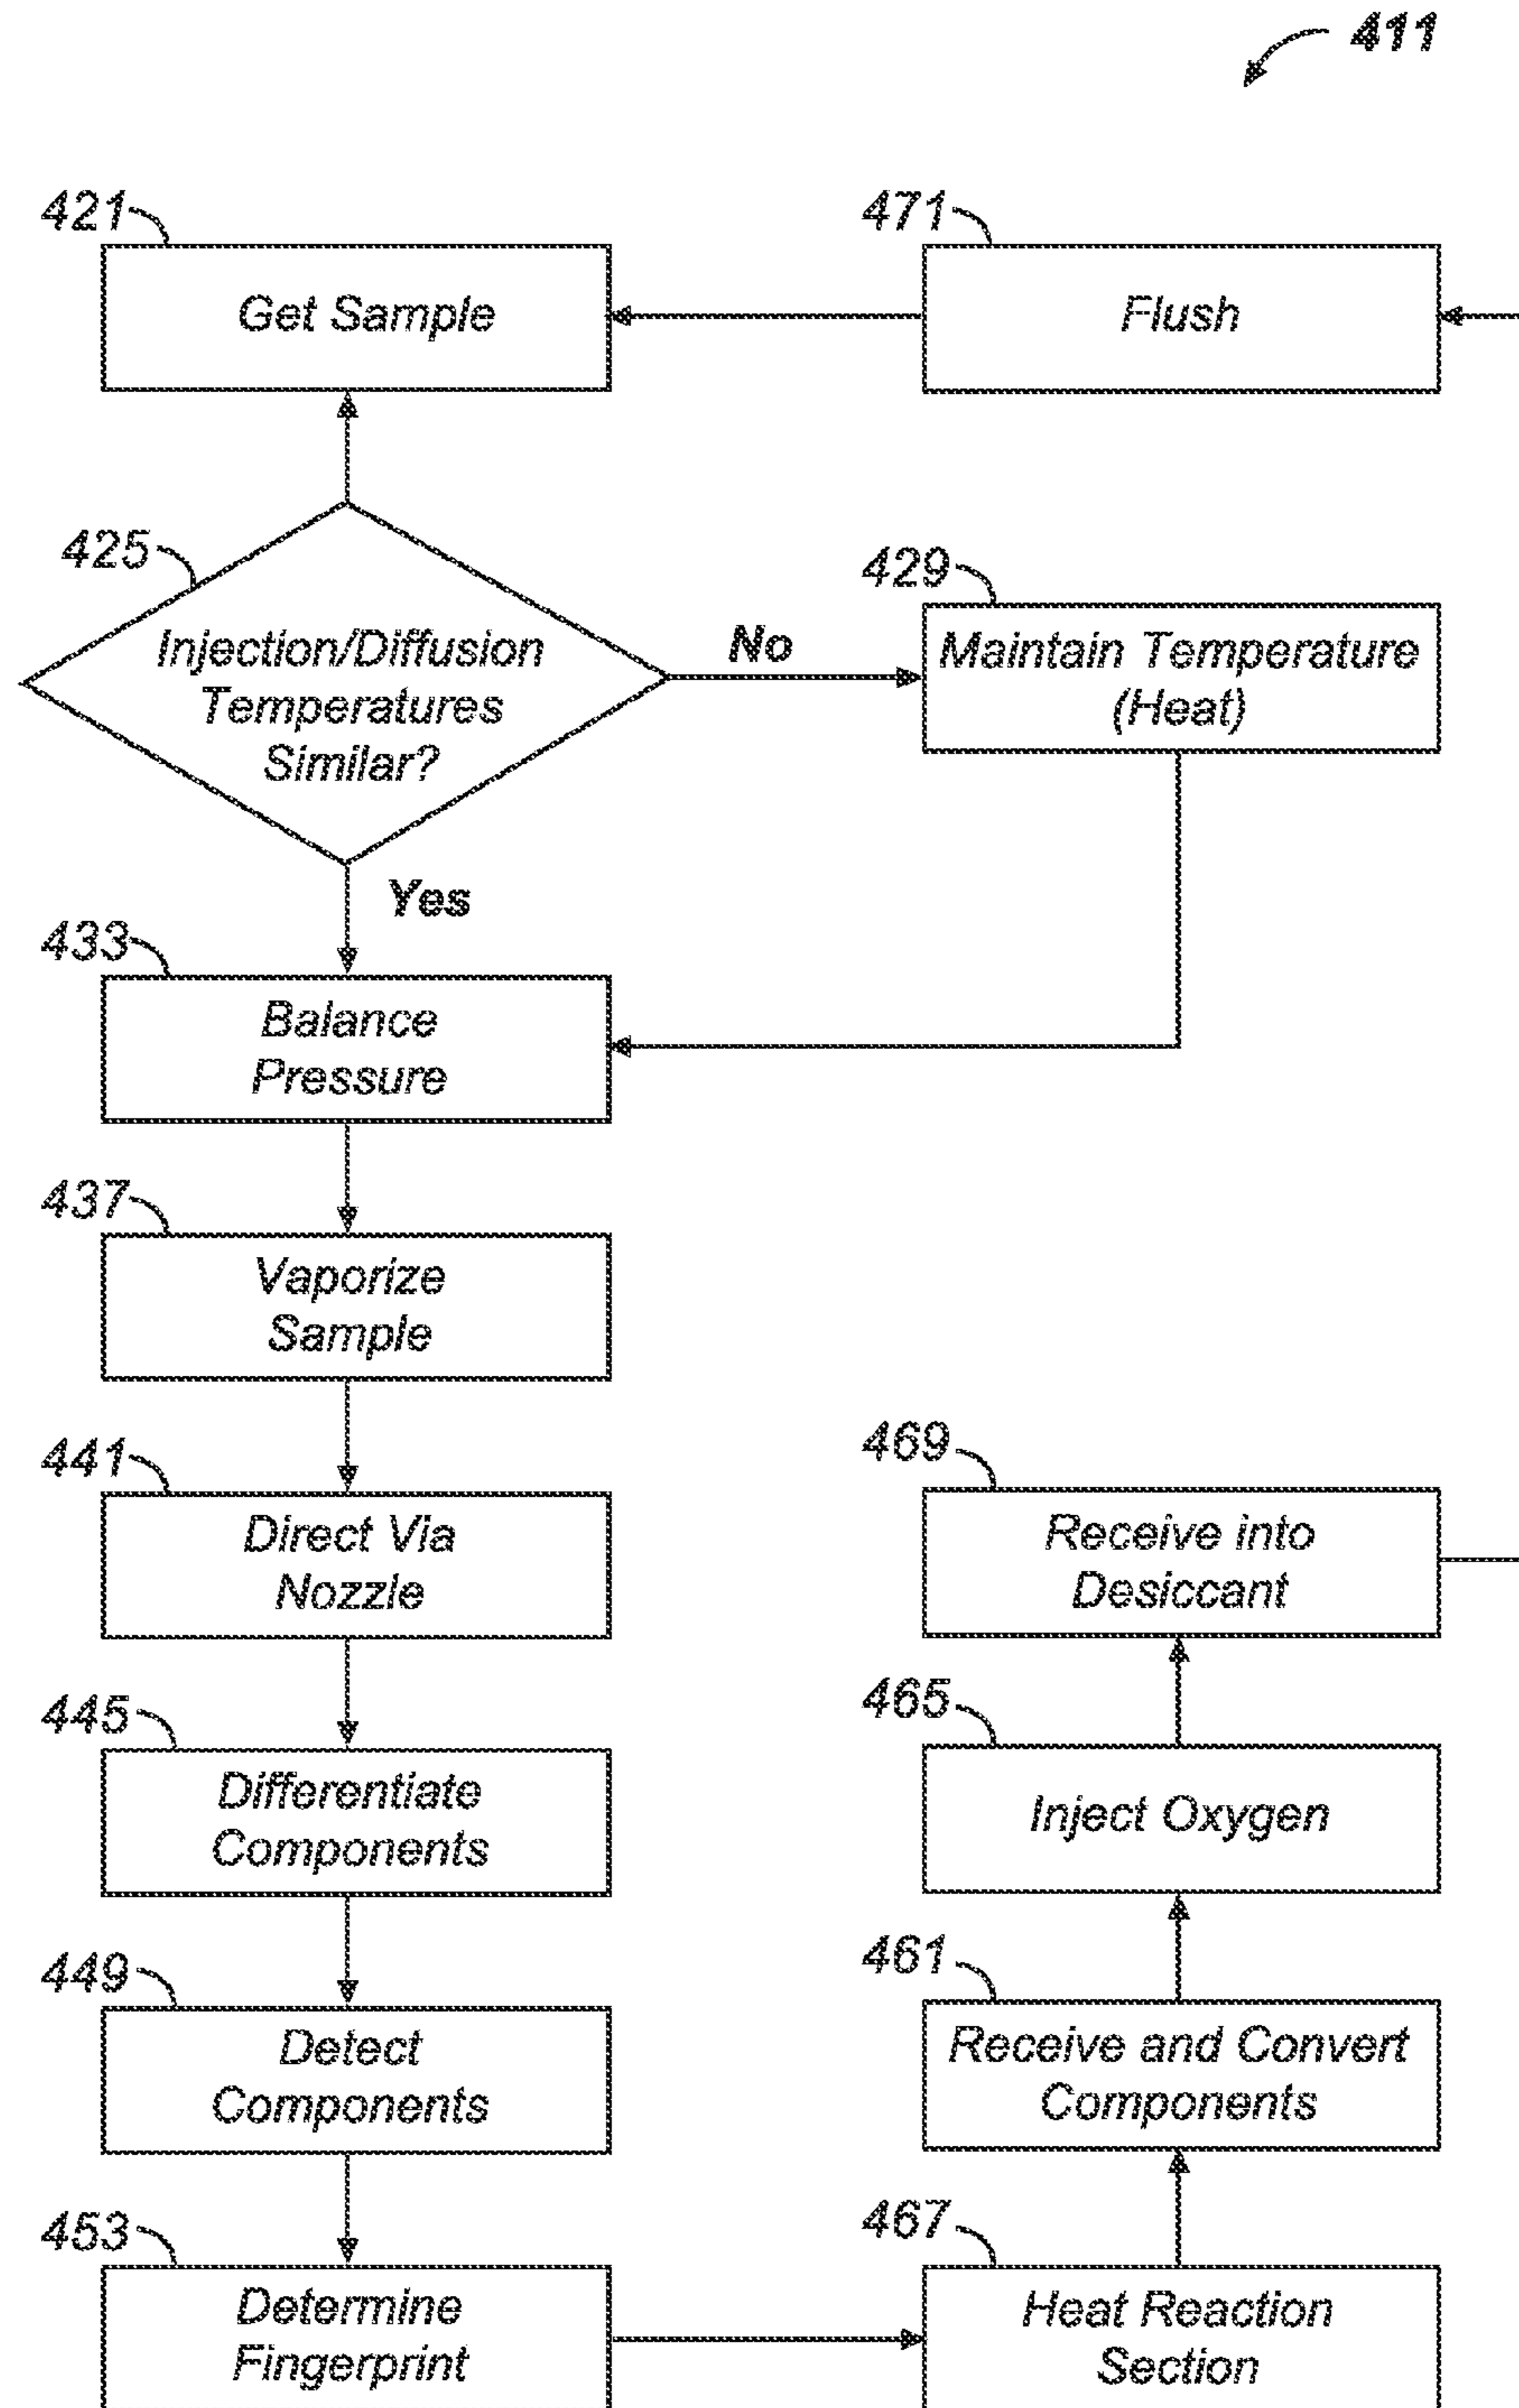 411
421
Get Sample
471
Flush
425
Injection/Diffusion
Temperatures
Similar?
No
429
Maintain Temperature
(Heat)
Yes
433
Balance
Pressure
437
Vaporize
Sample
441
Direct Via
Nozzle
445
Differentiate
Components
449
Detect
Components
453
Determine
Fingerprint
467
Heat Reaction
Section
461
Receive and Convert
Components
465
Inject Oxygen
469
Receive into
Desiccant